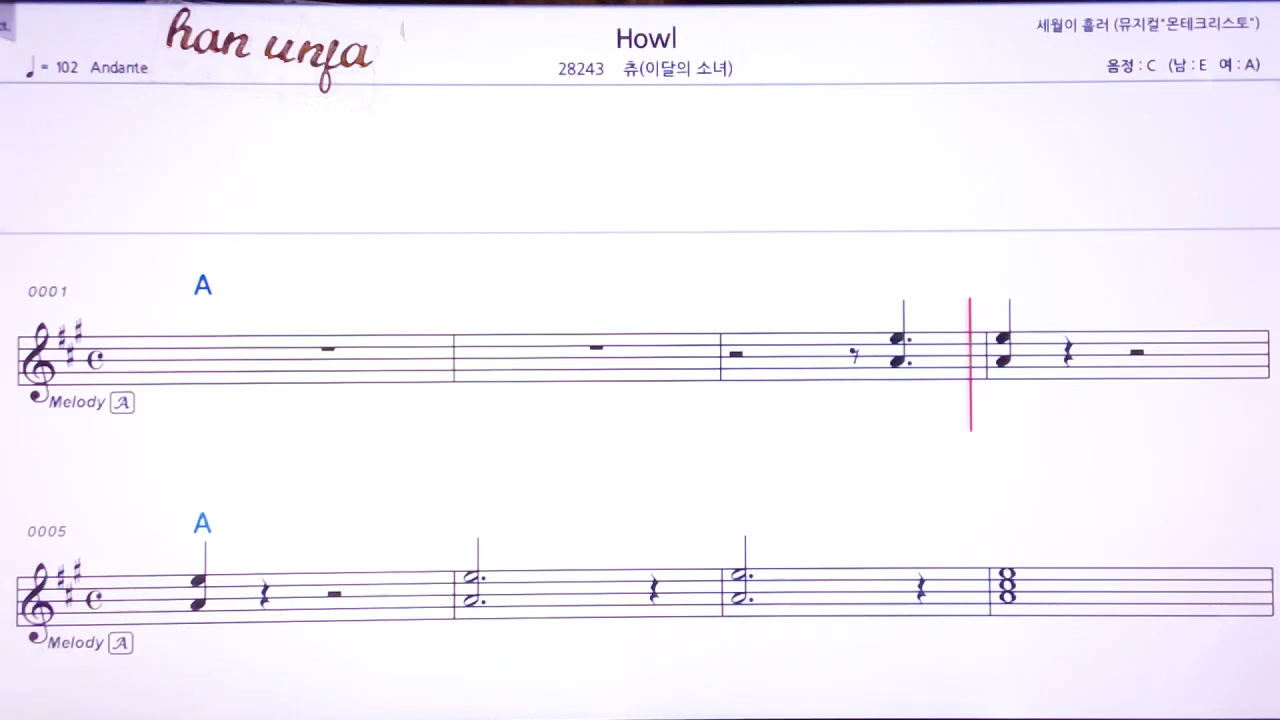 han unfa
Howl
세월이 흘러 (뮤지컬"몬테크리스토")
= 102 Andante
28243 츄(이달의 소녀)
음정 : C (남 : E 여 : A)
0001 A
Melody A
0005 A
Melody A